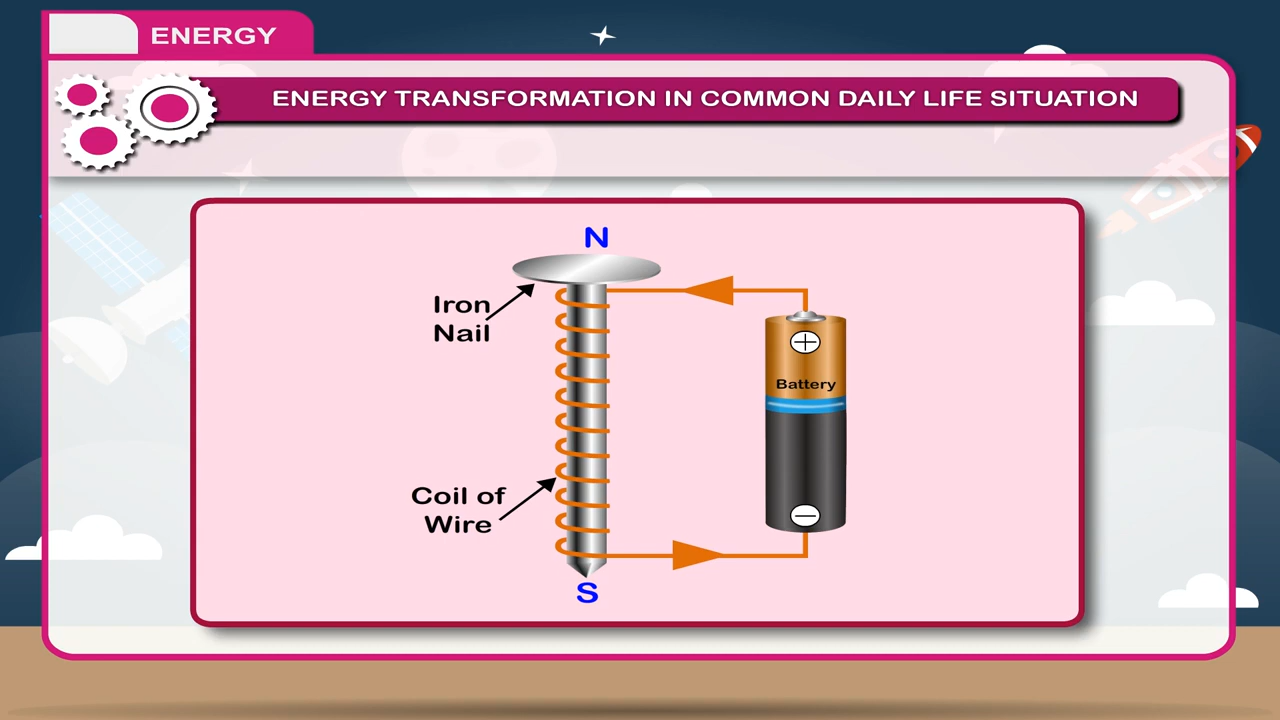 ENERGY
ENERGY TRANSFORMATION IN COMMON DAILY LIFE SITUATION
N
Iron
Nail
+
Battery
Coil of
Wire
−
S